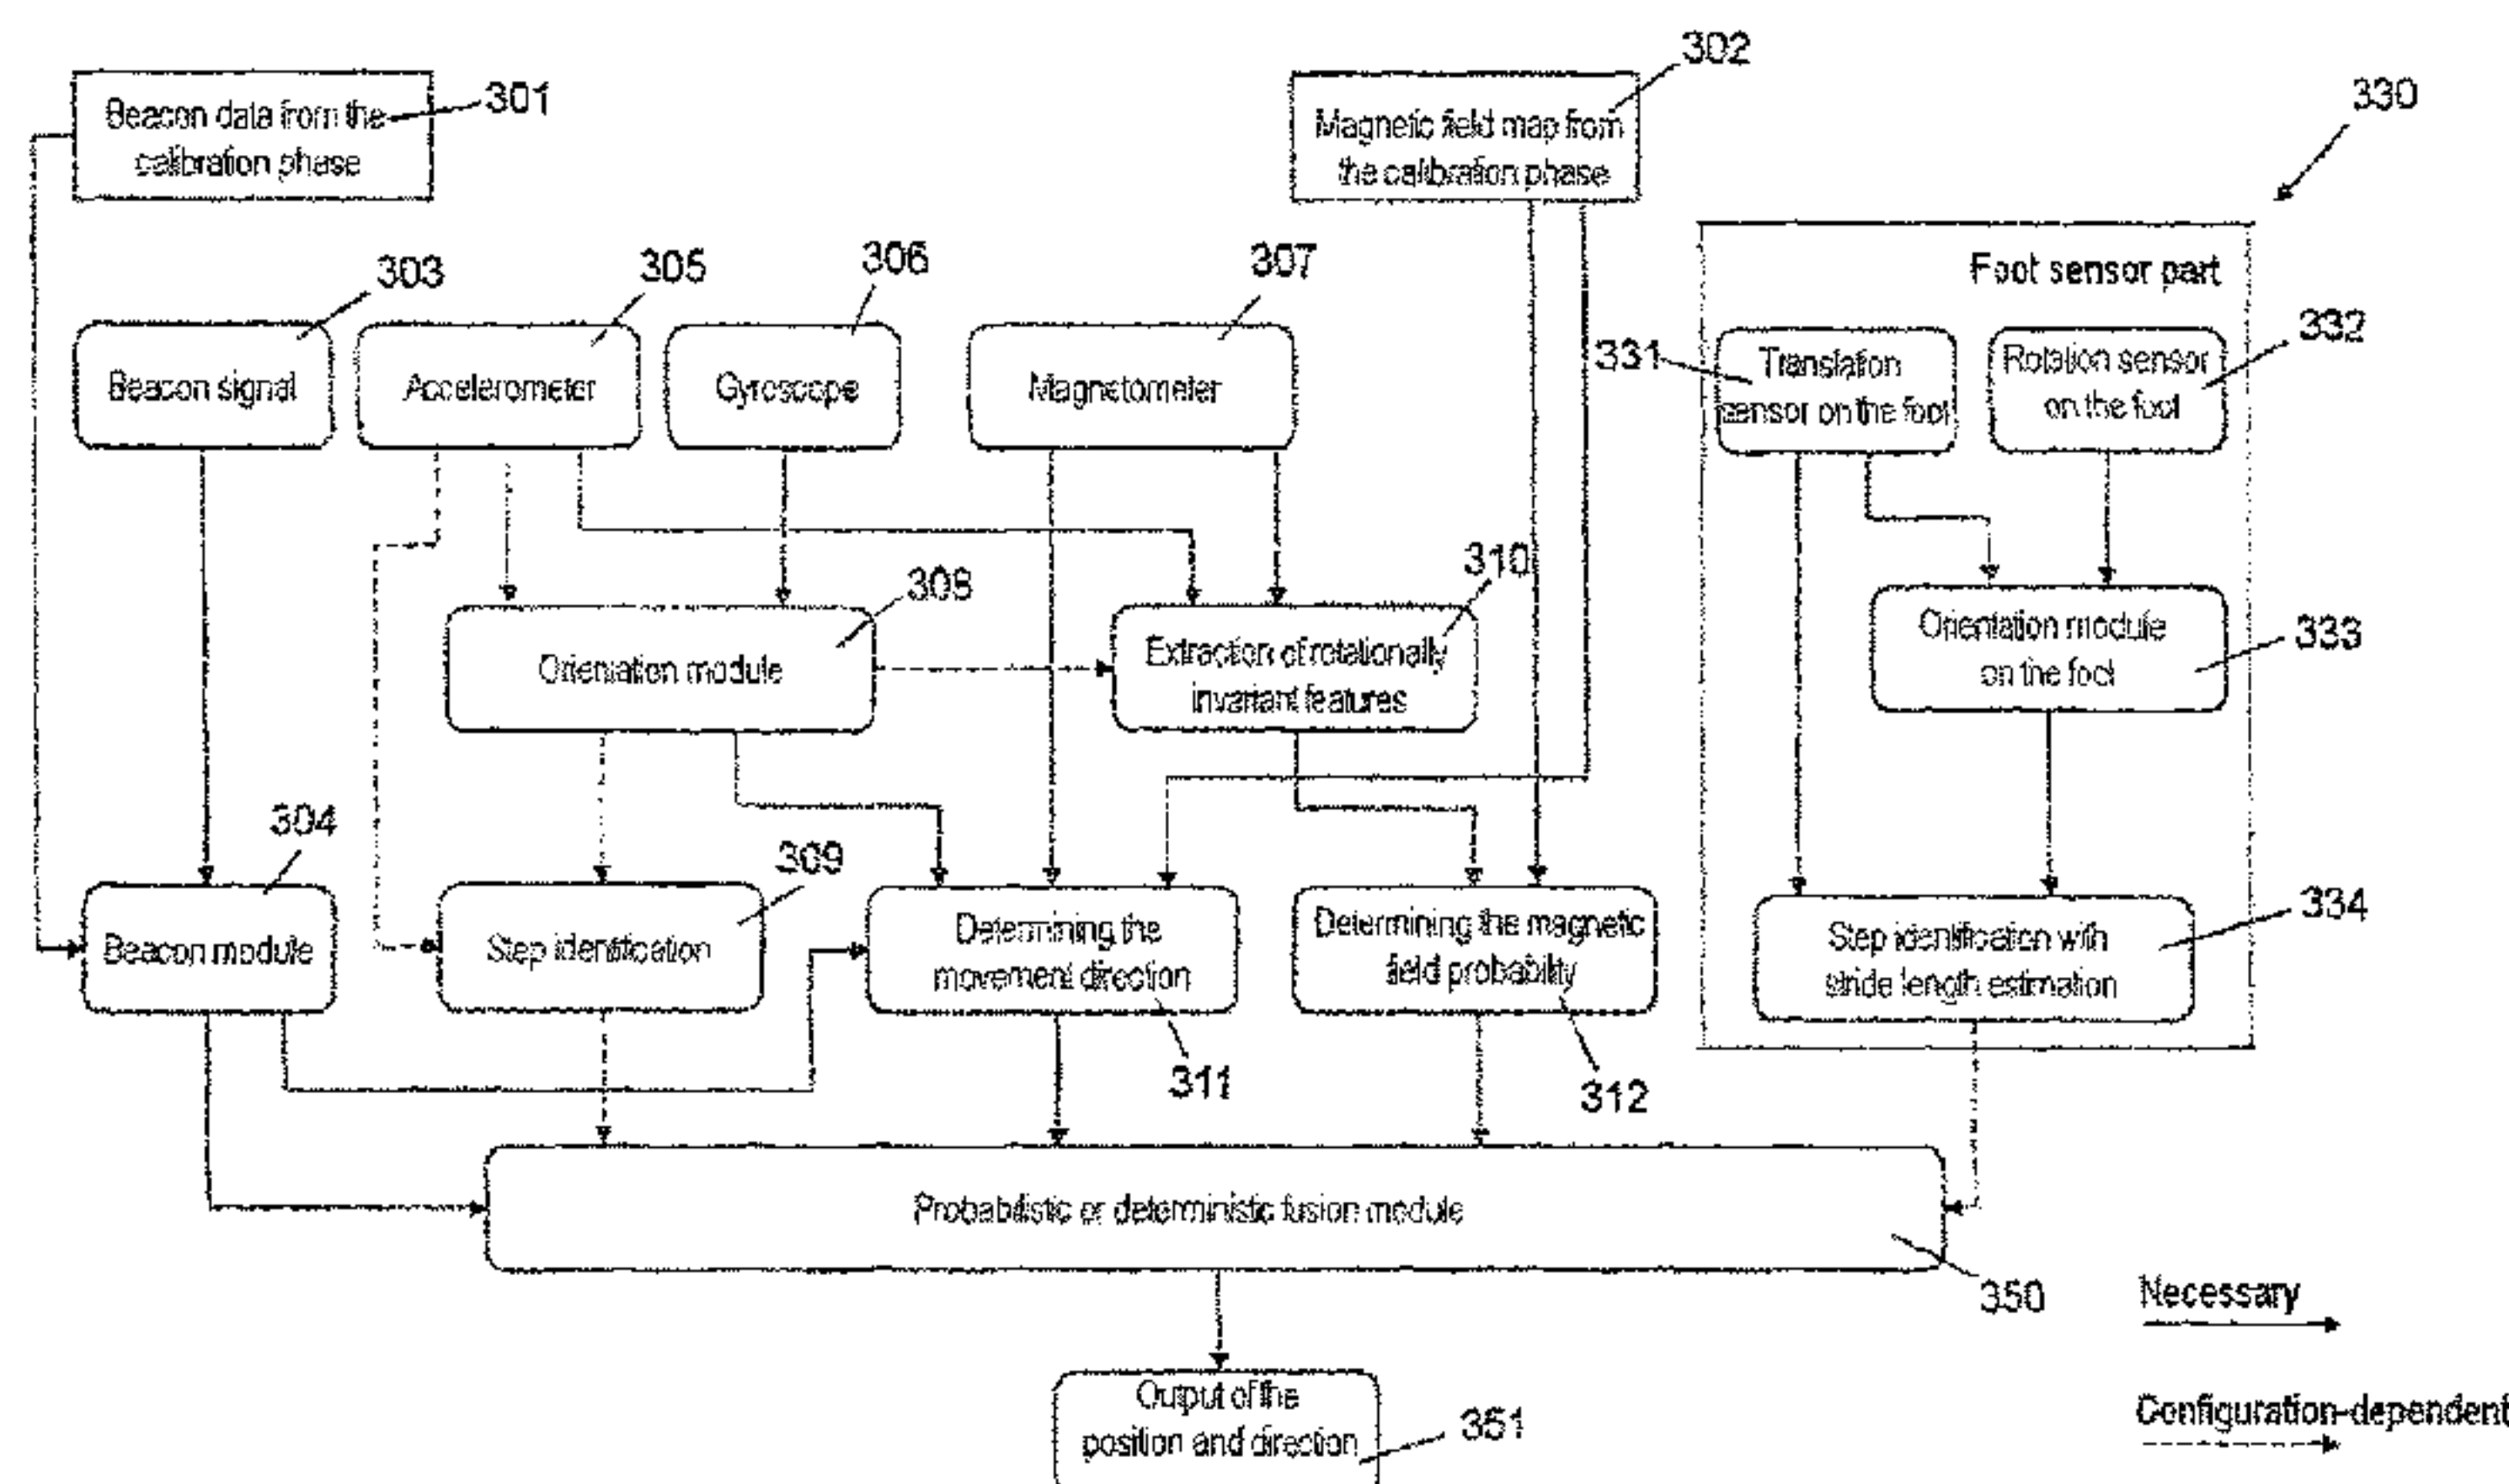 302
330
301
Beacon data from the
calibration phase
Magnetic field map from
the calibration phase
303
305
306
307
Foot sensor part
332
331
Beacon signal
Accelerometer
Gyroscope
Magnetometer
Translation
sensor on the foot
Rotation sensor
on the foot
308
310
333
Orientation module
Extraction of rotationally
invariant features
Orientation module
on the foot
304
309
334
Beacon module
Step identification
Determining the
movement direction
Determining the magnetic
field probability
Step identification with
stride length estimation
311
312
Probabilistic or deterministic fusion module
350
Necessary
Output of the
position and direction
351
Configuration-dependent